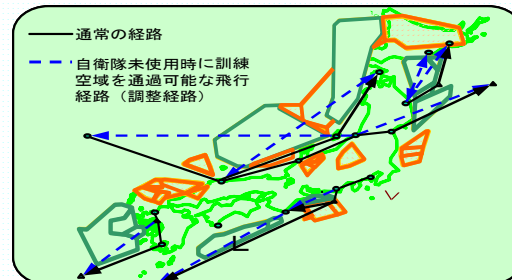 通常の経路
自衛隊未使用時に訓練
空域を通過可能な飛行
経路（調整経路）